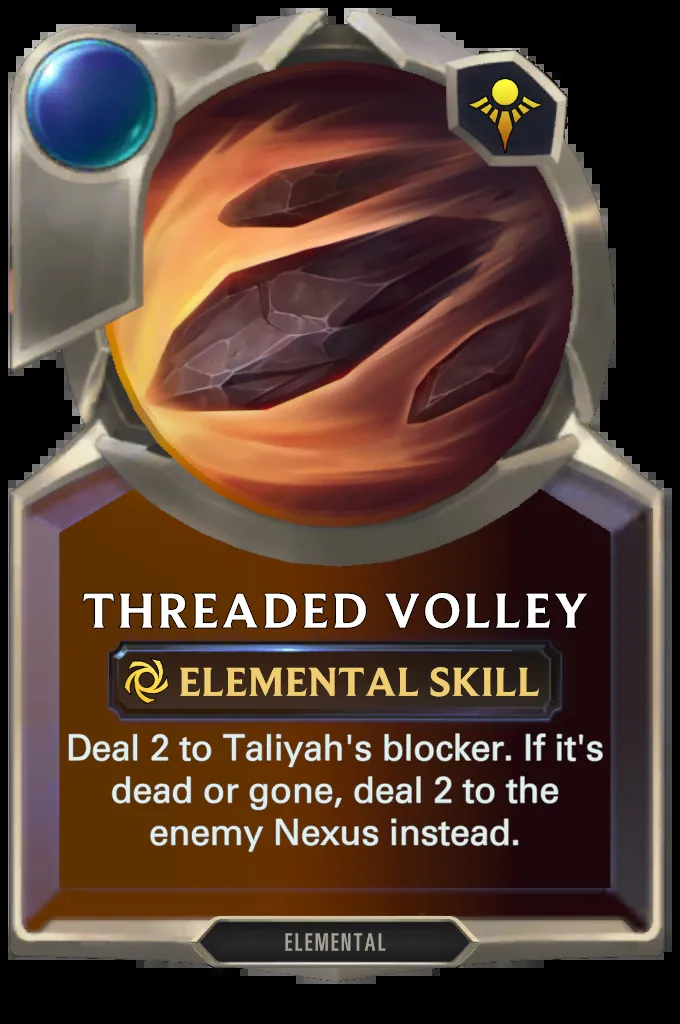 THREADED VOLLEY
ELEMENTAL SKILL
Deal 2 to Taliyah's blocker. If it's
dead or gone, deal 2 to the
enemy Nexus instead.
ELEMENTAL